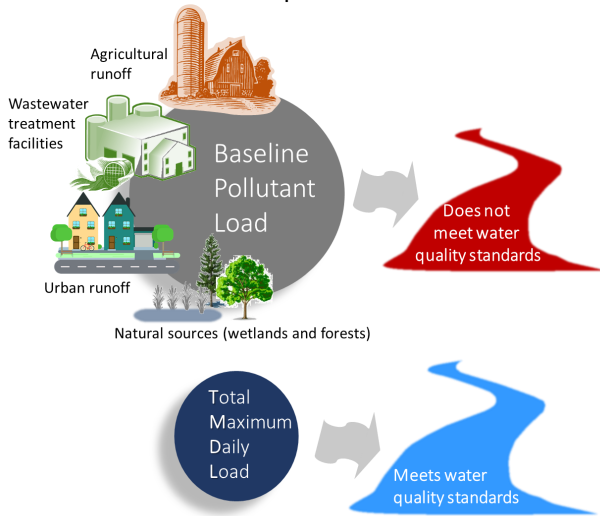 Agricultural
runoff
Wastewater
treatment
facilities
Baseline
Pollutant
Load
Does not
meet water
quality standards
Urban runoff
Natural sources (wetlands and forests)
Total
Maximum
Daily
Load
Meets water
quality standards